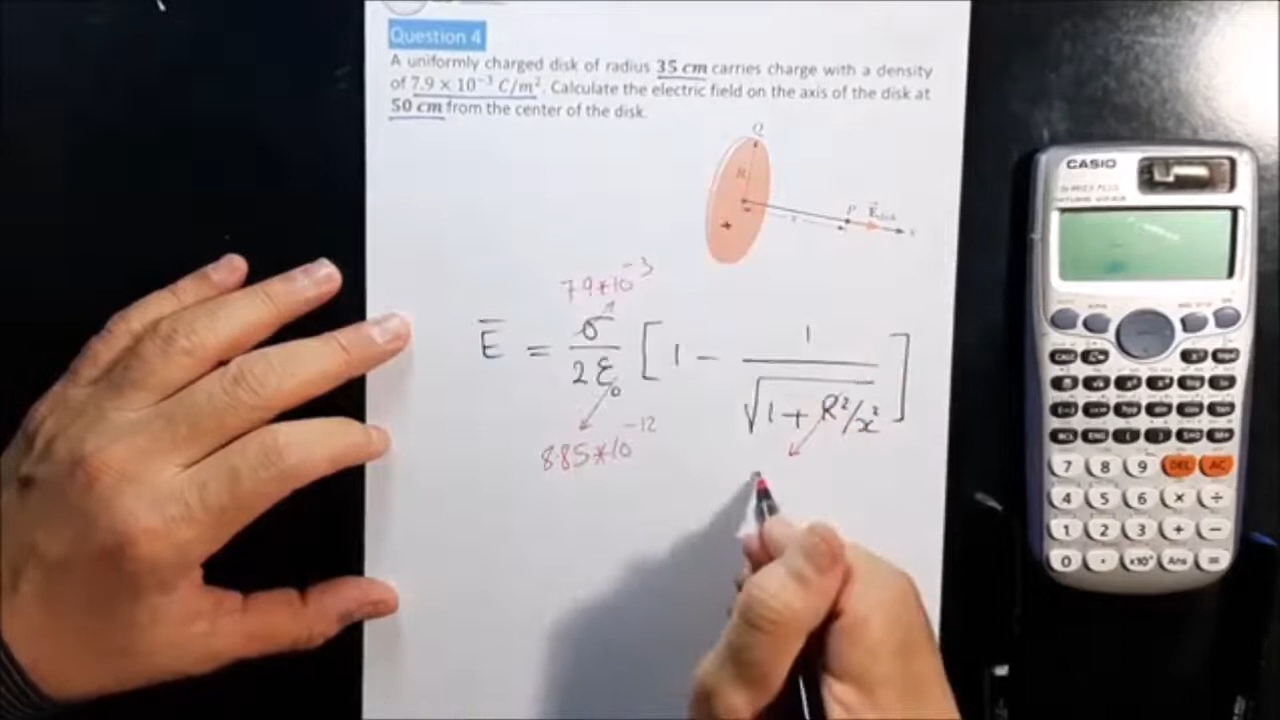 Question 4
A uniformly charged disk of radius 35 cm carries charge with a density
of 7.9 × 10⁻³ C/m². Calculate the electric field on the axis of the disk at
50 cm from the center of the disk.
Q
R
+
x
P E
x
7.9*10⁻³
E = σ / 2ε₀ [1 - 1 / √1 + R²/x²]
8.85*10⁻¹²
CASIO
AC
DEL
7 8 9 DEL AC
4 5 6 × ÷
1 2 3 + −
0 . ×10ˣ Ans =